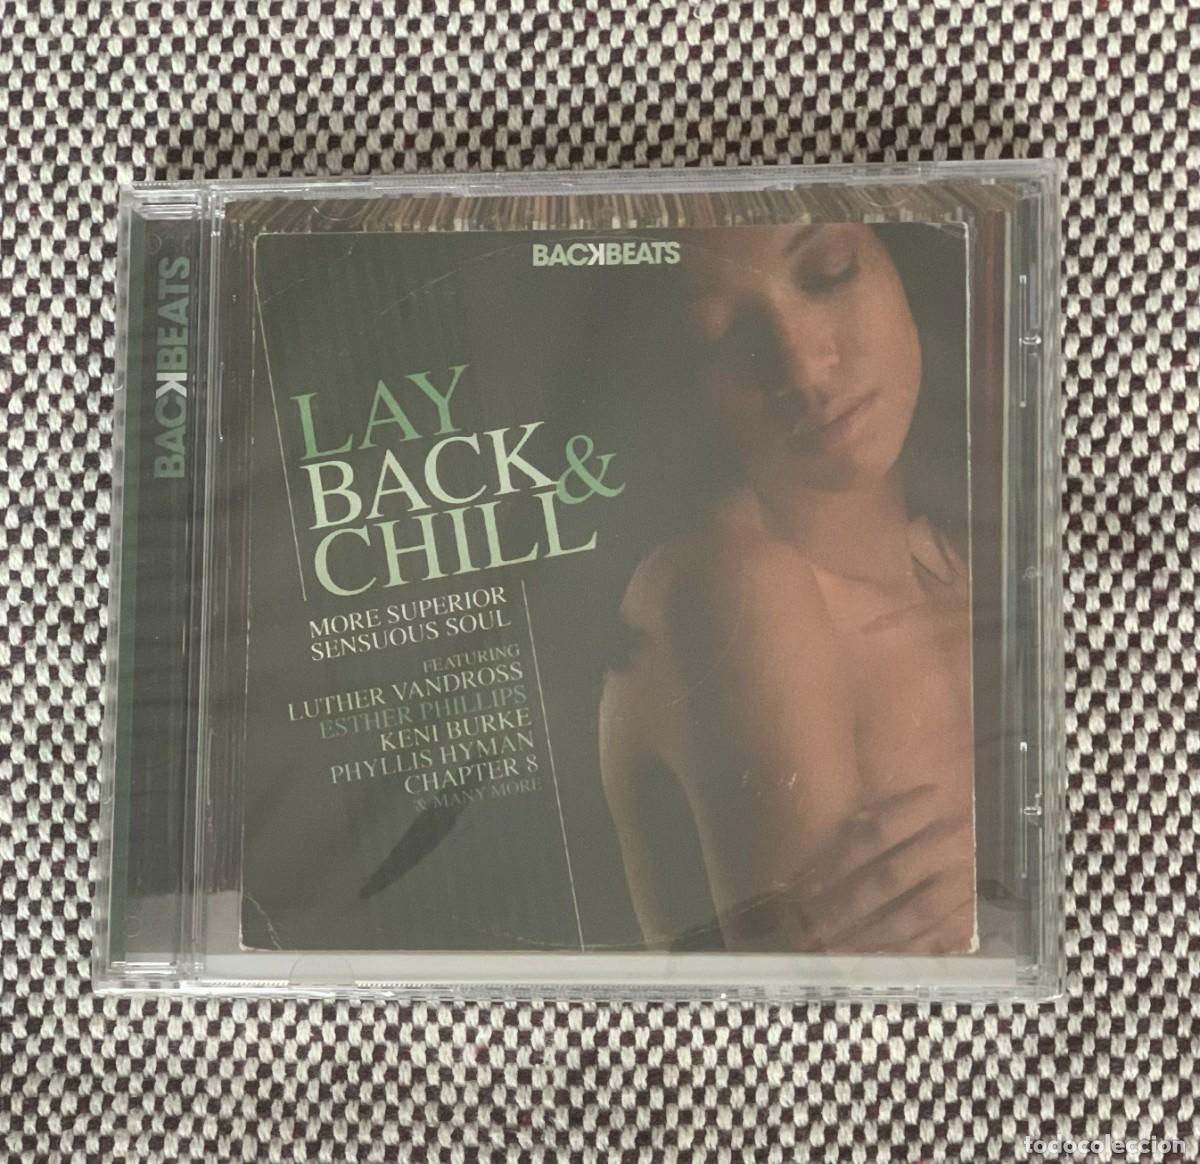 BACKBEATS
BACKBEATS
LAY
BACK &
CHILL
MORE SUPERIOR
SENSUOUS SOUL
FEATURING
LUTHER VANDROSS
ESTHER PHILLIPS
KENI BURKE
PHYLLIS HYMAN
CHAPTER 8
& MANY MORE
todocoleccion